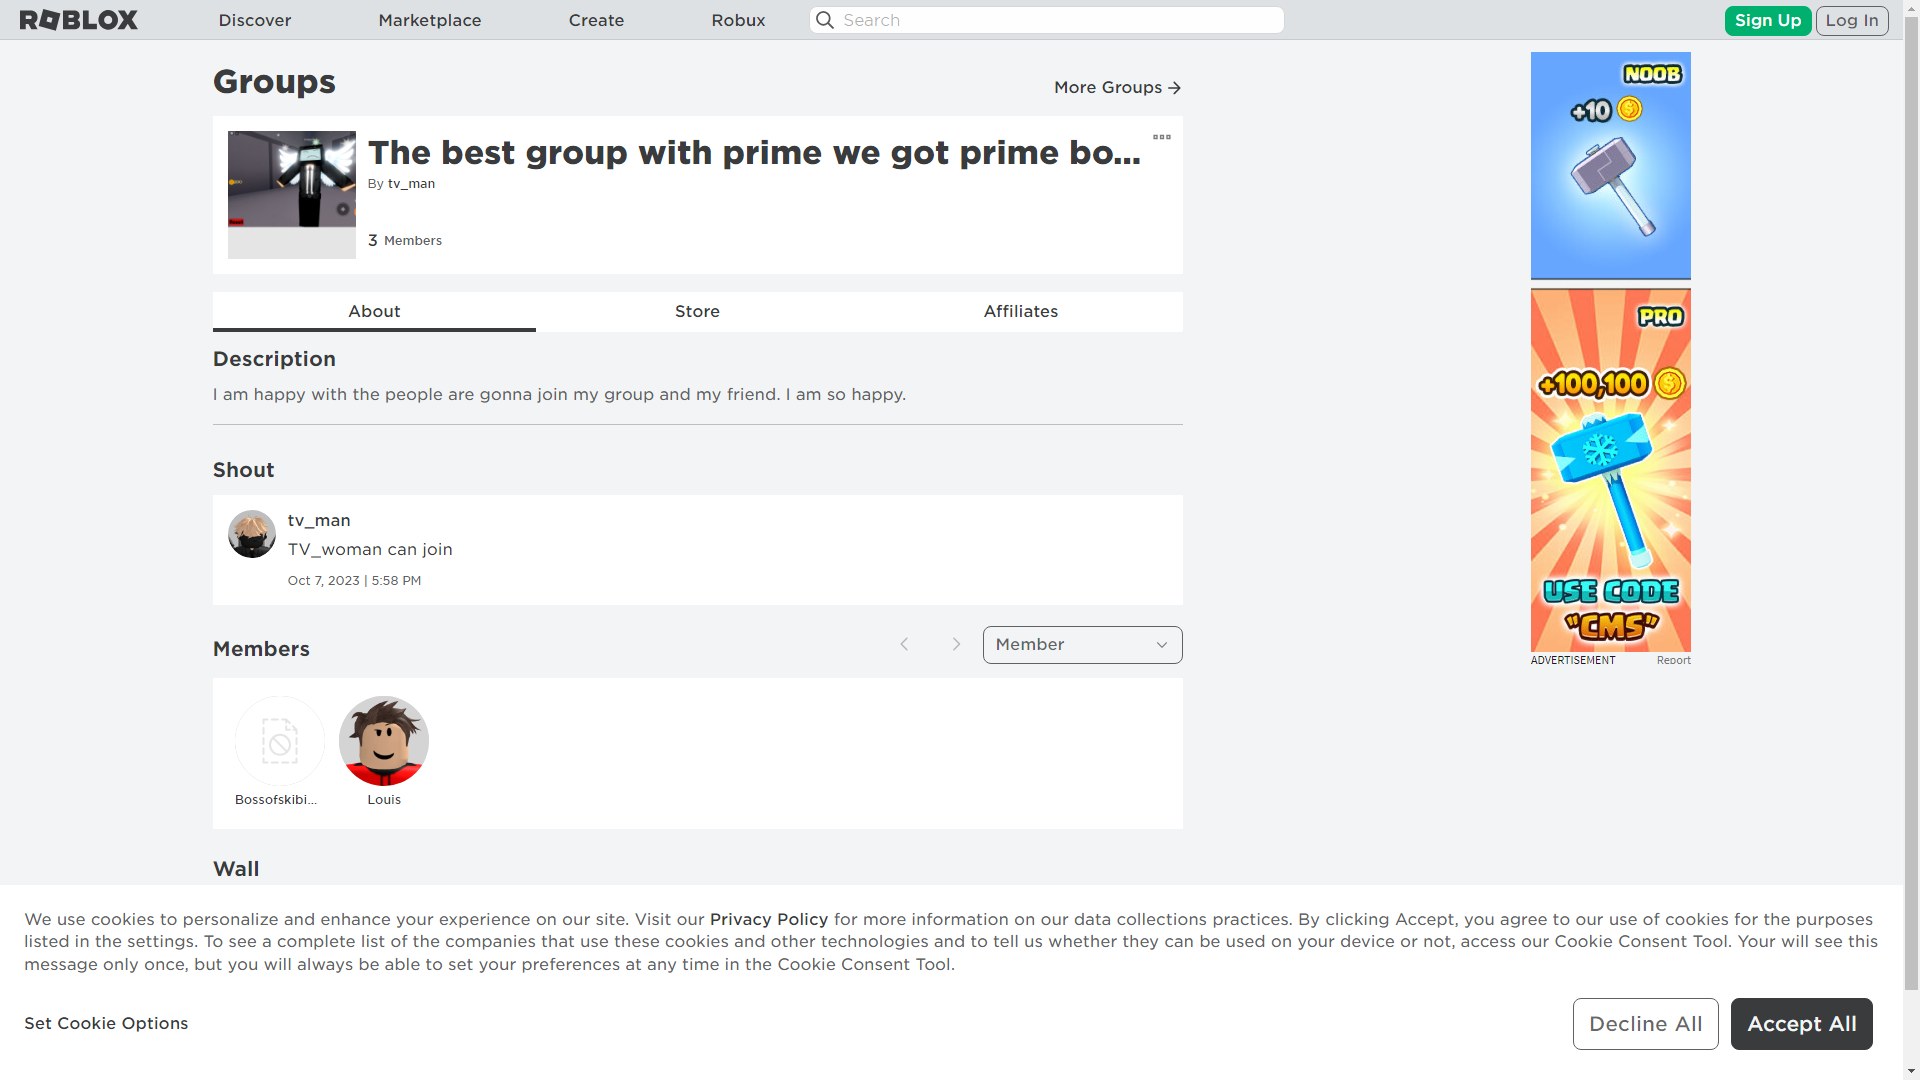 ROBLOX
Discover
Marketplace
Create
Robux
Search
Sign Up
Log In
Groups
More Groups
The best group with prime we got prime bo...
By tv_man
3 Members
About
Store
Affiliates
Description
I am happy with the people are gonna join my group and my friend. I am so happy.
Shout
tv_man
TV_woman can join
Oct 7, 2023 | 5:58 PM
Members
Member
Bossofskibi...
Louis
Wall
NOOB
+10
PRO
+100,100
USE CODE
"CMS"
ADVERTISEMENT
Report
We use cookies to personalize and enhance your experience on our site. Visit our Privacy Policy for more information on our data collections practices. By clicking Accept, you agree to our use of cookies for the purposes
listed in the settings. To see a complete list of the companies that use these cookies and other technologies and to tell us whether they can be used on your device or not, access our Cookie Consent Tool. Your will see this
message only once, but you will always be able to set your preferences at any time in the Cookie Consent Tool.
Set Cookie Options
Decline All
Accept All